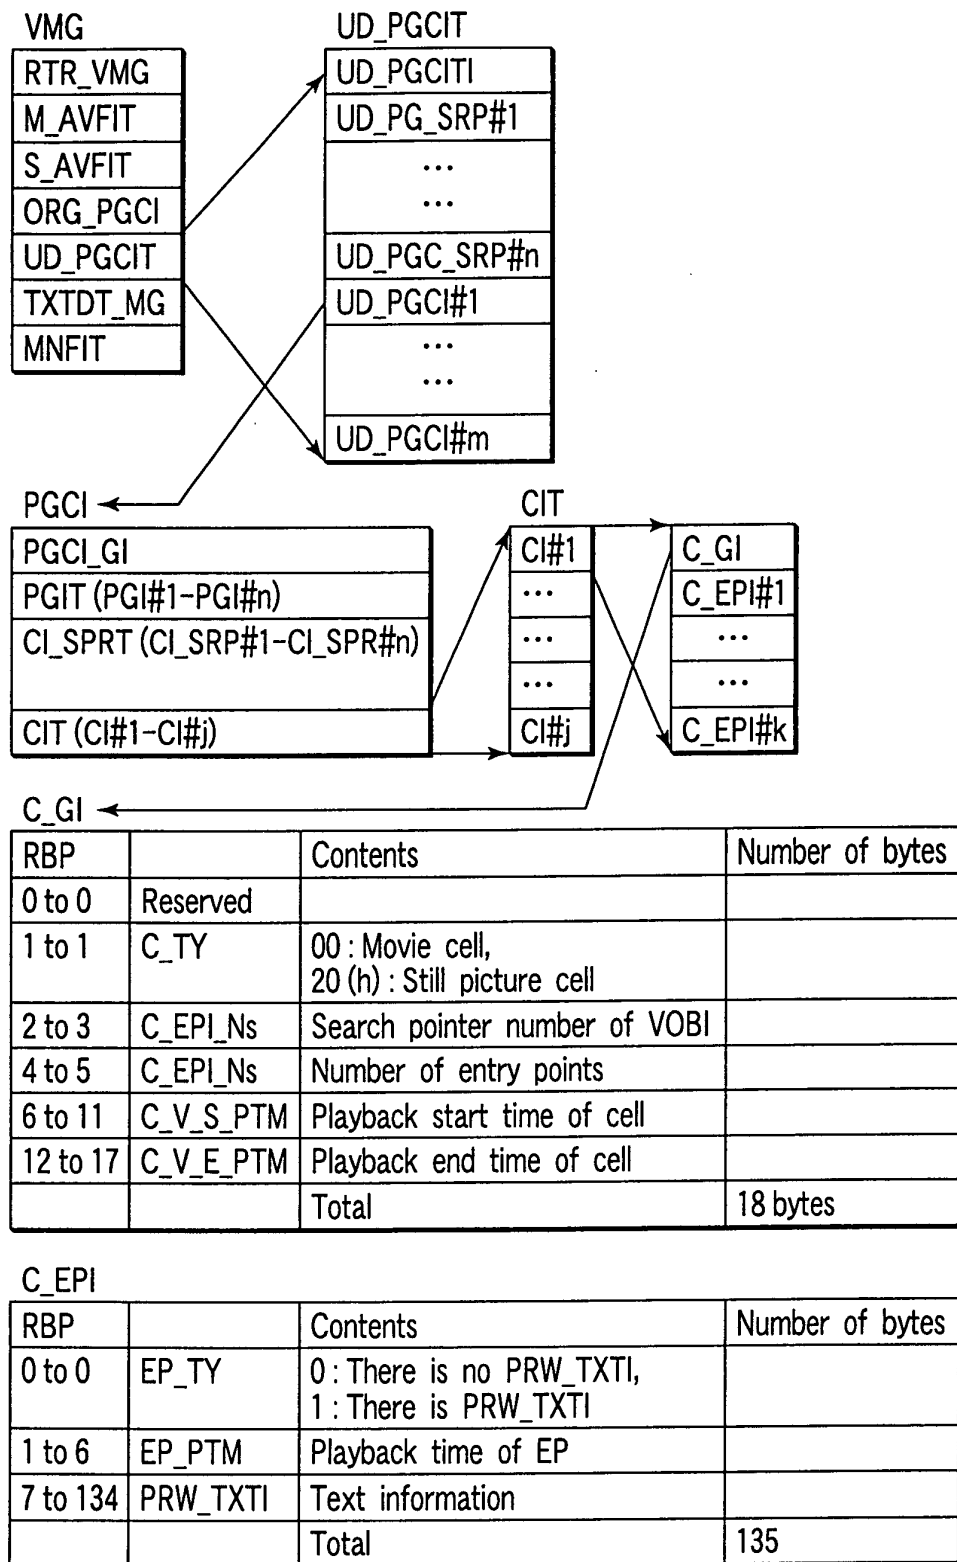 VMG
RTR_VMG
M_AVFIT
S_AVFIT
ORG_PGCI
UD_PGCIT
TXTDT_MG
MNFIT
UD_PGCIT
UD_PGCITI
UD_PG_SRP#1
...
...
UD_PGC_SRP#n
UD_PGCI#1
...
...
UD_PGCI#m
PGCI
PGCI_GI
PGIT (PGI#1-PGI#n)
CI_SPRT (CI_SRP#1-CI_SPR#n)
CIT (CI#1-CI#j)
CIT
CI#1
...
...
...
CI#j
C_GI
C_EPI#1
...
...
C_EPI#k
C_GI
RBP Contents Number of bytes
0 to 0 Reserved
1 to 1 C_TY 00 : Movie cell,
20 (h) : Still picture cell
2 to 3 C_EPI_Ns Search pointer number of VOBI
4 to 5 C_EPI_Ns Number of entry points
6 to 11 C_V_S_PTM Playback start time of cell
12 to 17 C_V_E_PTM Playback end time of cell
Total 18 bytes
C_EPI
RBP Contents Number of bytes
0 to 0 EP_TY 0 : There is no PRW_TXTI,
1 : There is PRW_TXTI
1 to 6 EP_PTM Playback time of EP
7 to 134 PRW_TXTI Text information
Total 135